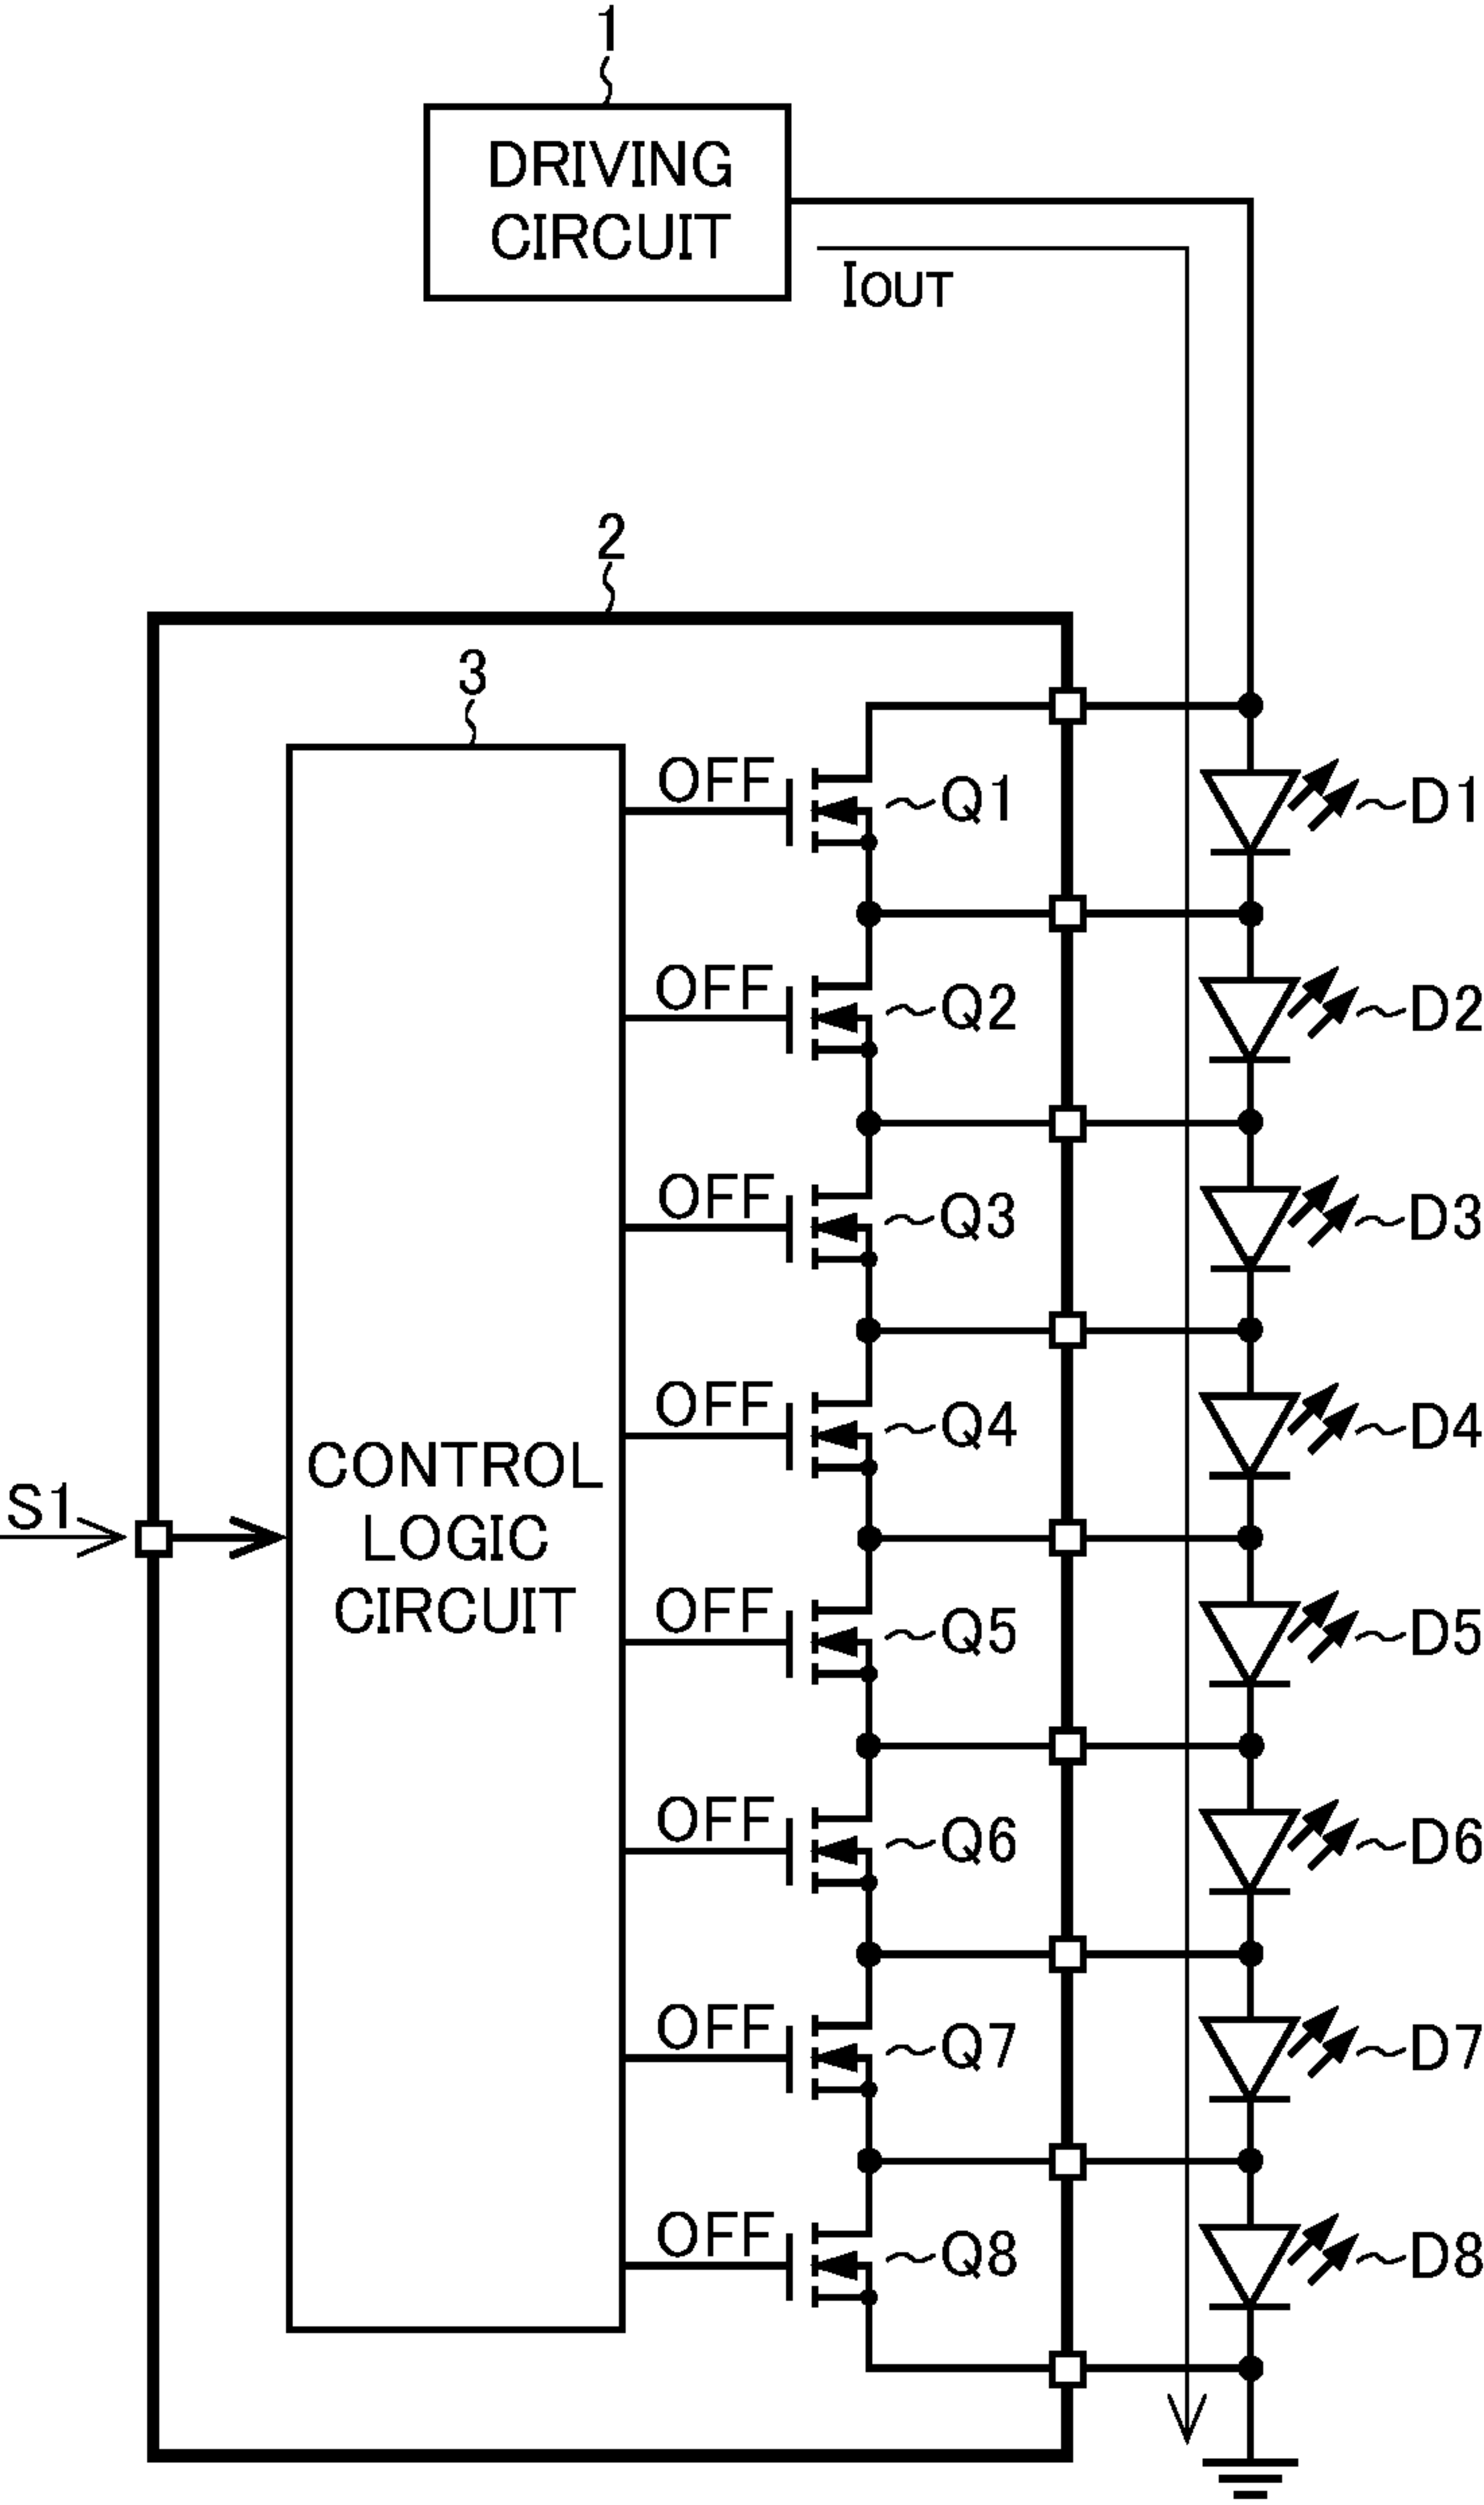 1
DRIVING
CIRCUIT
IOUT
2
3
OFF
Q1
D1
OFF
Q2
D2
OFF
Q3
D3
OFF
Q4
D4
CONTROL
LOGIC
CIRCUIT
S1
OFF
Q5
D5
OFF
Q6
D6
OFF
Q7
D7
OFF
Q8
D8